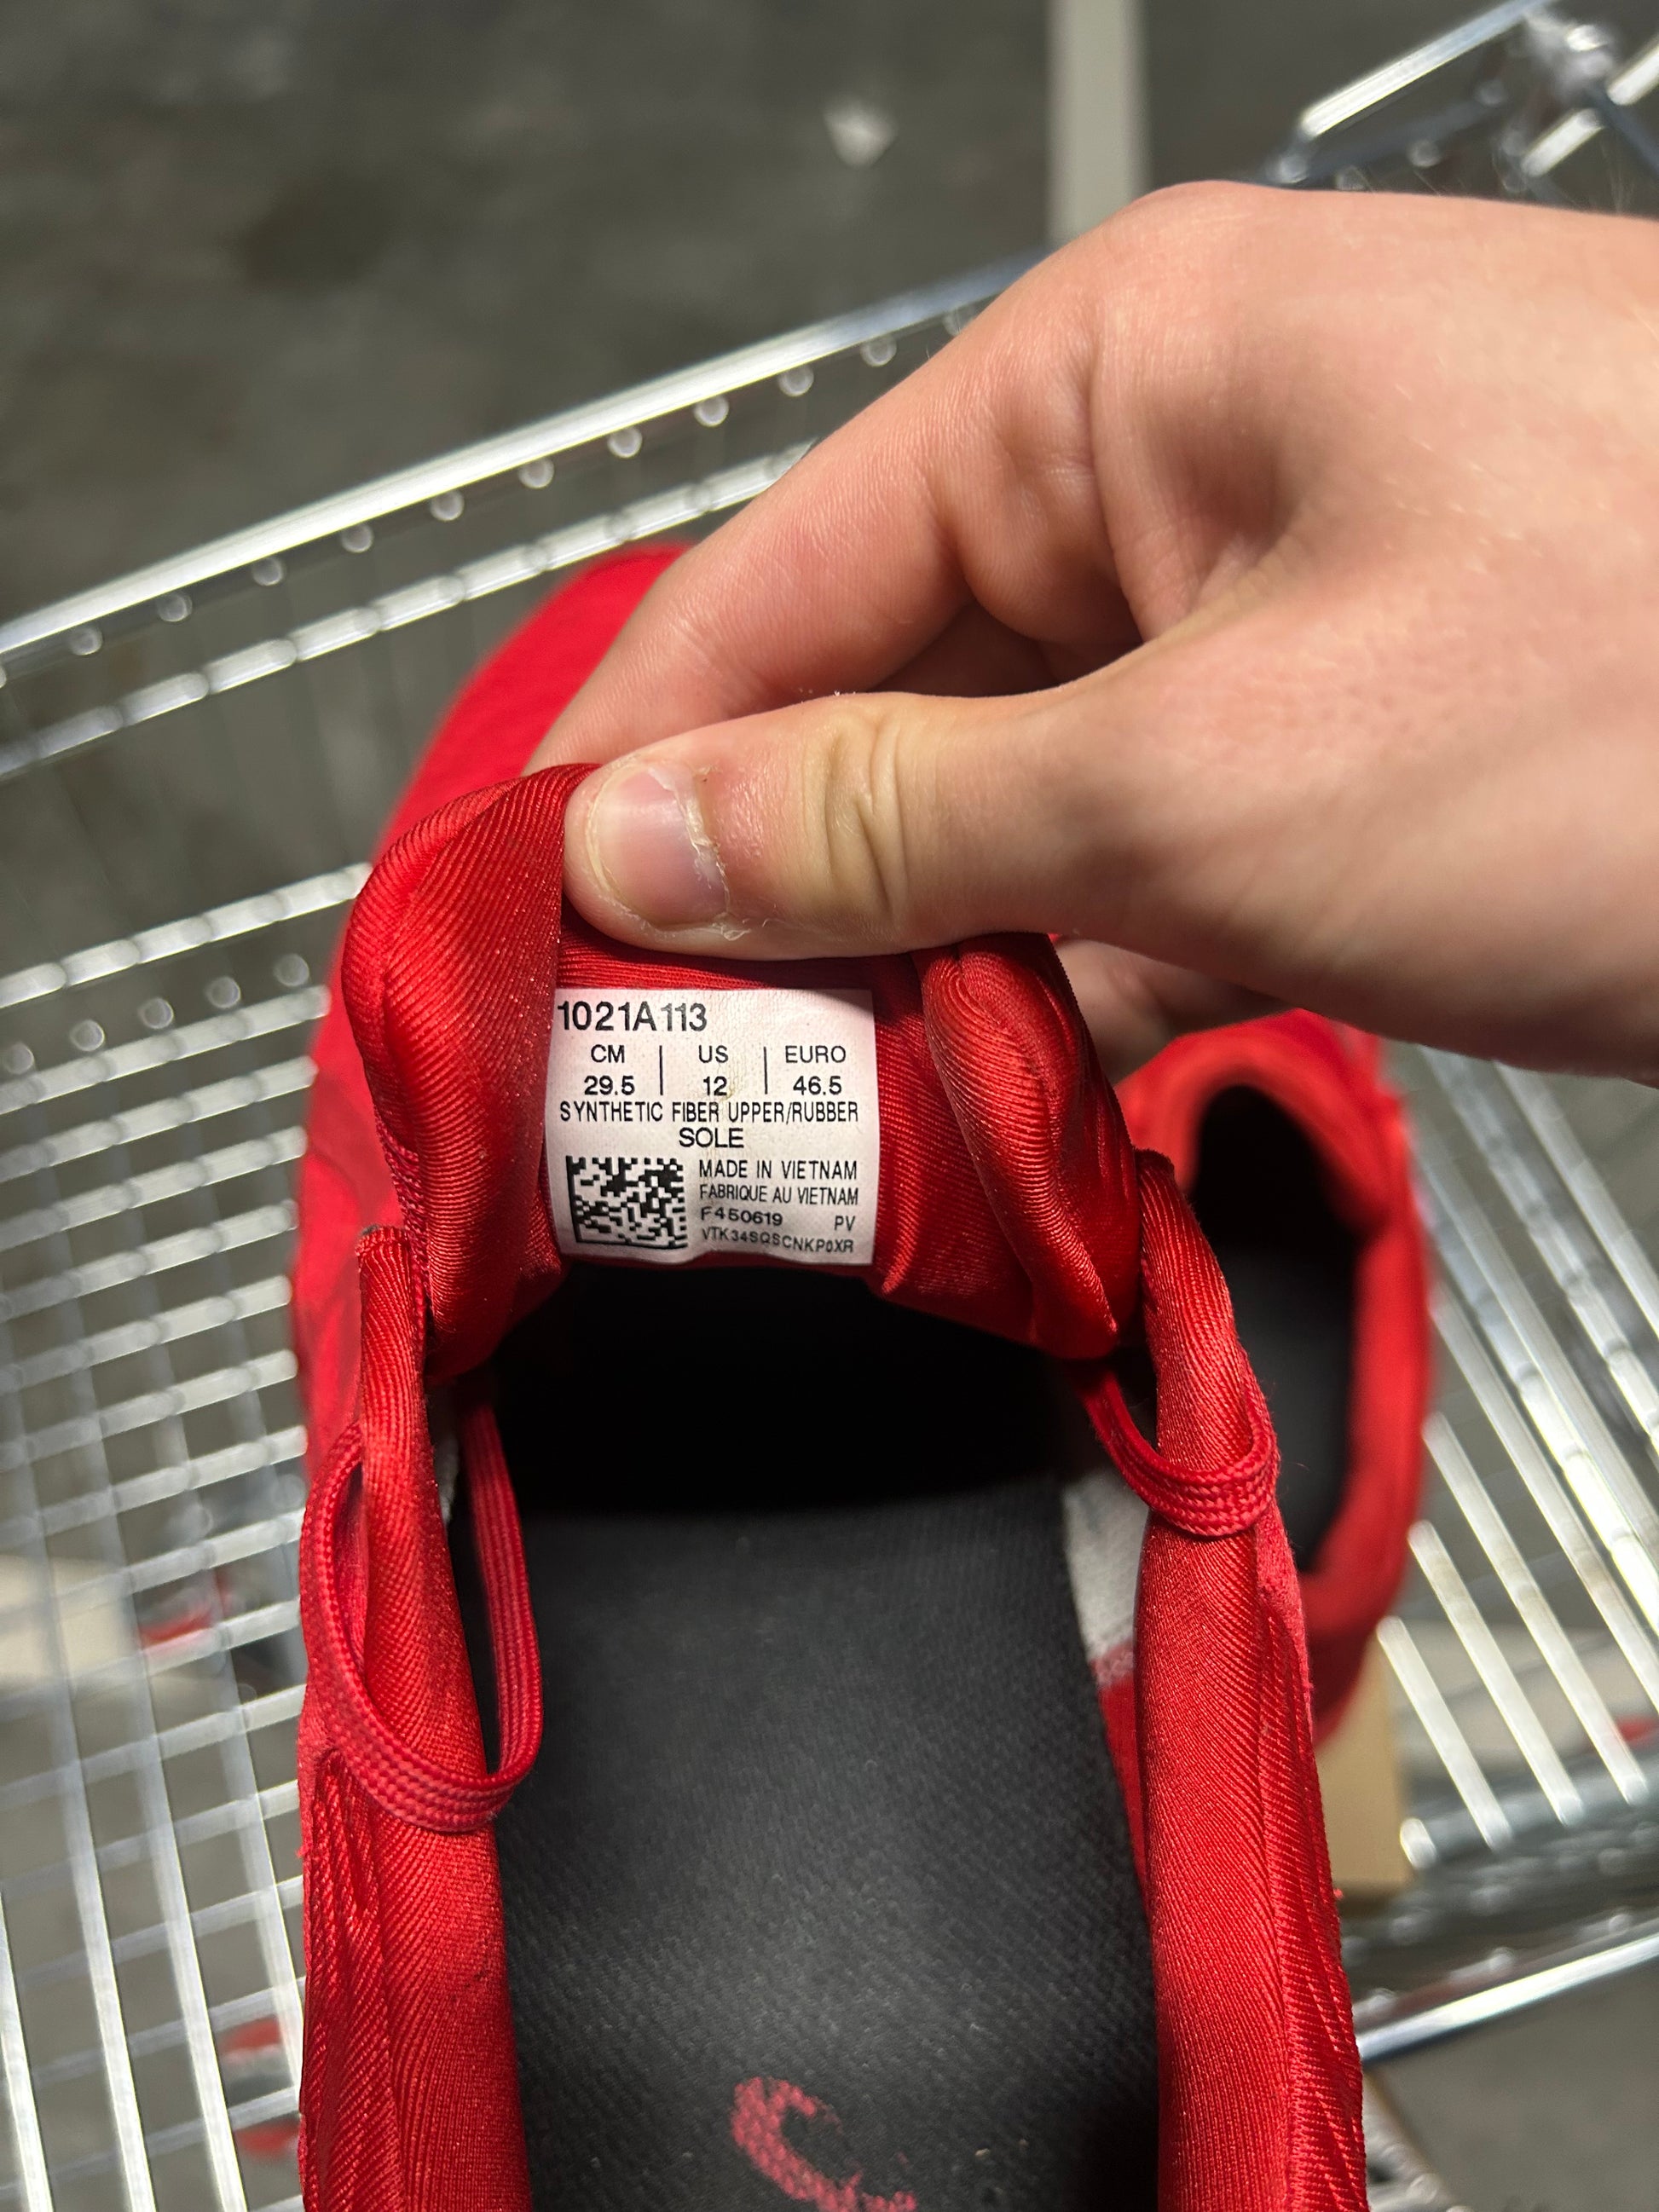 1021A113
CM | US | EURO
29.5 | 12 | 46.5
SYNTHETIC FIBER UPPER/RUBBER
SOLE
MADE IN VIETNAM
FABRIQUE AU VIETNAM
F450619 PV
VTK34SQSCNKP0XR